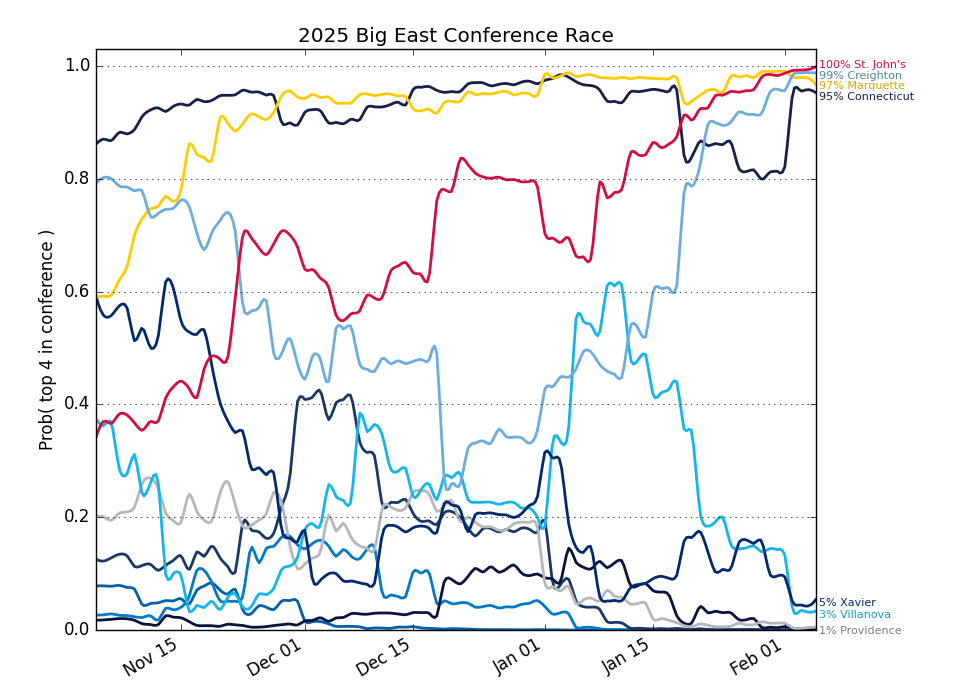 2025 Big East Conference Race
1.0
0.8
0.6
0.4
0.2
0.0
Prob( top 4 in conference )
100% St. John's
99% Creighton
97% Marquette
95% Connecticut
5% Xavier
3% Villanova
1% Providence
Nov 15
Dec 01
Dec 15
Jan 01
Jan 15
Feb 01